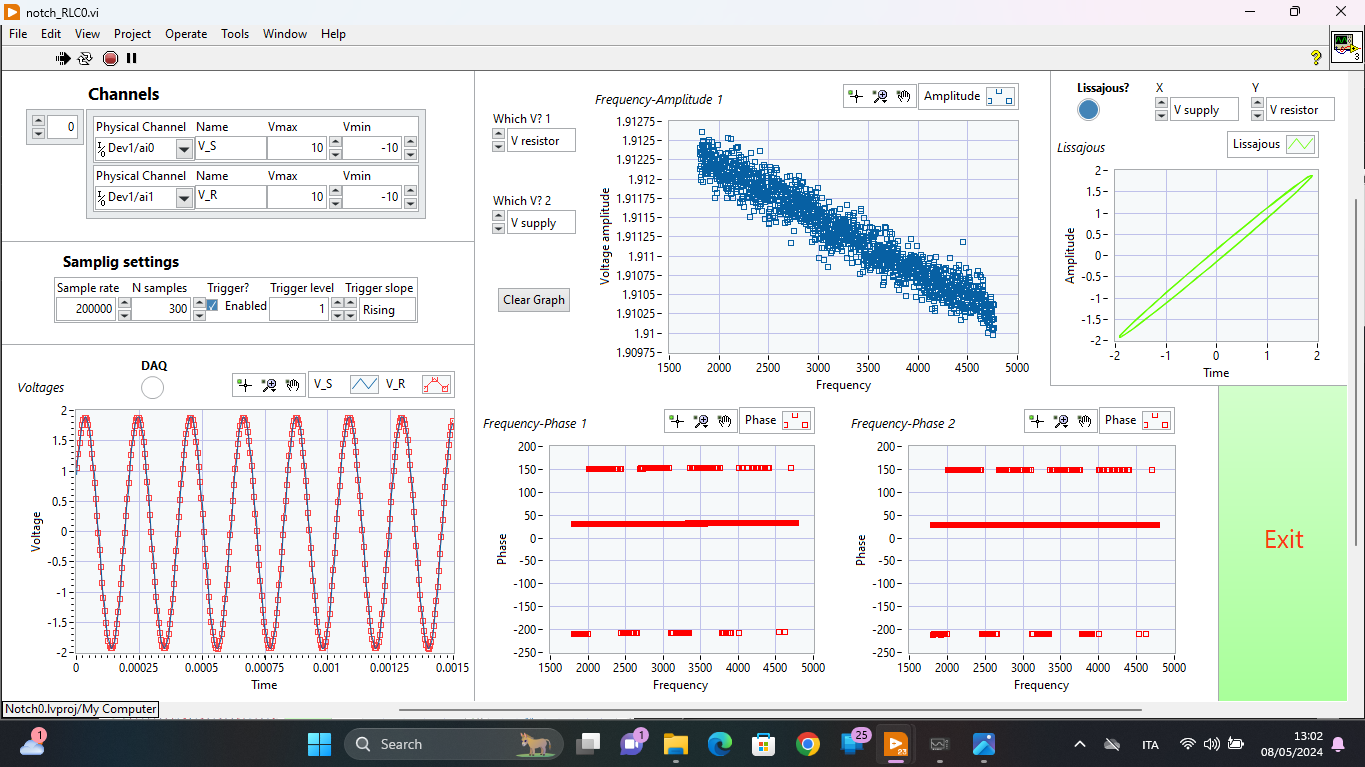 notch_RLC0.vi
File Edit View Project Operate Tools Window Help
?
3
Channels
0
Physical Channel Name Vmax Vmin
I/0 Dev1/ai0 V_S 10 -10
Physical Channel Name Vmax Vmin
I/0 Dev1/ai1 V_R 10 -10
Samplig settings
Sample rate N samples Trigger? Trigger level Trigger slope
200000 300 Enabled 1 Rising
DAQ
Voltages
V_S V_R
2
1.5
1
0.5
0
-0.5
-1
-1.5
-2
Voltage
0 0.00025 0.0005 0.00075 0.001 0.00125 0.0015
Time
Which V? 1
V resistor
Which V? 2
V supply
Clear Graph
Frequency-Amplitude 1
Amplitude
1.91275
1.9125
1.91225
1.912
1.91175
1.9115
1.91125
1.911
1.91075
1.9105
1.91025
1.91
1.90975
Voltage amplitude
1500 2000 2500 3000 3500 4000 4500 5000
Frequency
Lissajous? X Y
V supply V resistor
Lissajous
Lissajous
2
1.5
1
0.5
0
-0.5
-1
-1.5
-2
Amplitude
-2 -1 0 1 2
Time
Frequency-Phase 1
Phase
200
150
100
50
0
-50
-100
-150
-200
-250
Phase
1500 2000 2500 3000 3500 4000 4500 5000
Frequency
Frequency-Phase 2
Phase
200
150
100
50
0
-50
-100
-150
-200
-250
Phase
1500 2000 2500 3000 3500 4000 4500 5000
Frequency
Exit
Notch0.lvproj/My Computer
1
Search
1
25
23
ITA
13:02
08/05/2024